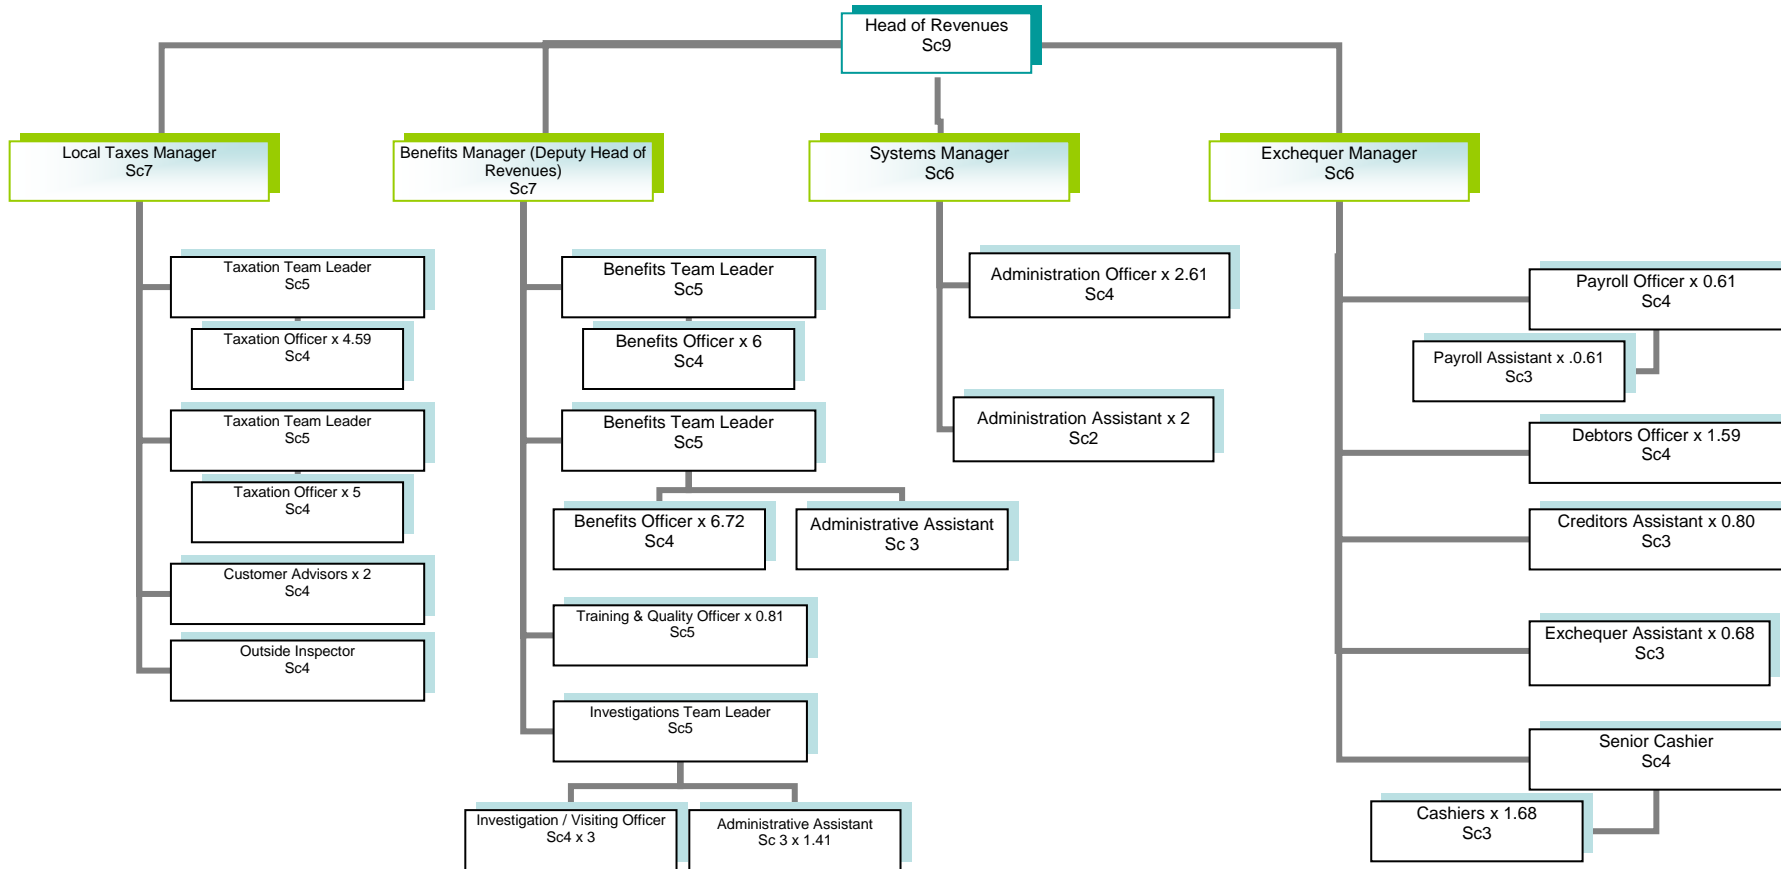 Head of Revenues
Sc9
Local Taxes Manager
Sc7
Benefits Manager (Deputy Head of
Revenues)
Sc7
Systems Manager
Sc6
Exchequer Manager
Sc6
Taxation Team Leader
Sc5
Taxation Officer x 4.59
Sc4
Taxation Team Leader
Sc5
Taxation Officer x 5
Sc4
Customer Advisors x 2
Sc4
Outside Inspector
Sc4
Benefits Team Leader
Sc5
Benefits Officer x 6
Sc4
Benefits Team Leader
Sc5
Benefits Officer x 6.72
Sc4
Administrative Assistant
Sc 3
Training & Quality Officer x 0.81
Sc5
Investigations Team Leader
Sc5
Investigation / Visiting Officer
Sc4 x 3
Administrative Assistant
Sc 3 x 1.41
Administration Officer x 2.61
Sc4
Administration Assistant x 2
Sc2
Payroll Officer x 0.61
Sc4
Payroll Assistant x .0.61
Sc3
Debtors Officer x 1.59
Sc4
Creditors Assistant x 0.80
Sc3
Exchequer Assistant x 0.68
Sc3
Senior Cashier
Sc4
Cashiers x 1.68
Sc3